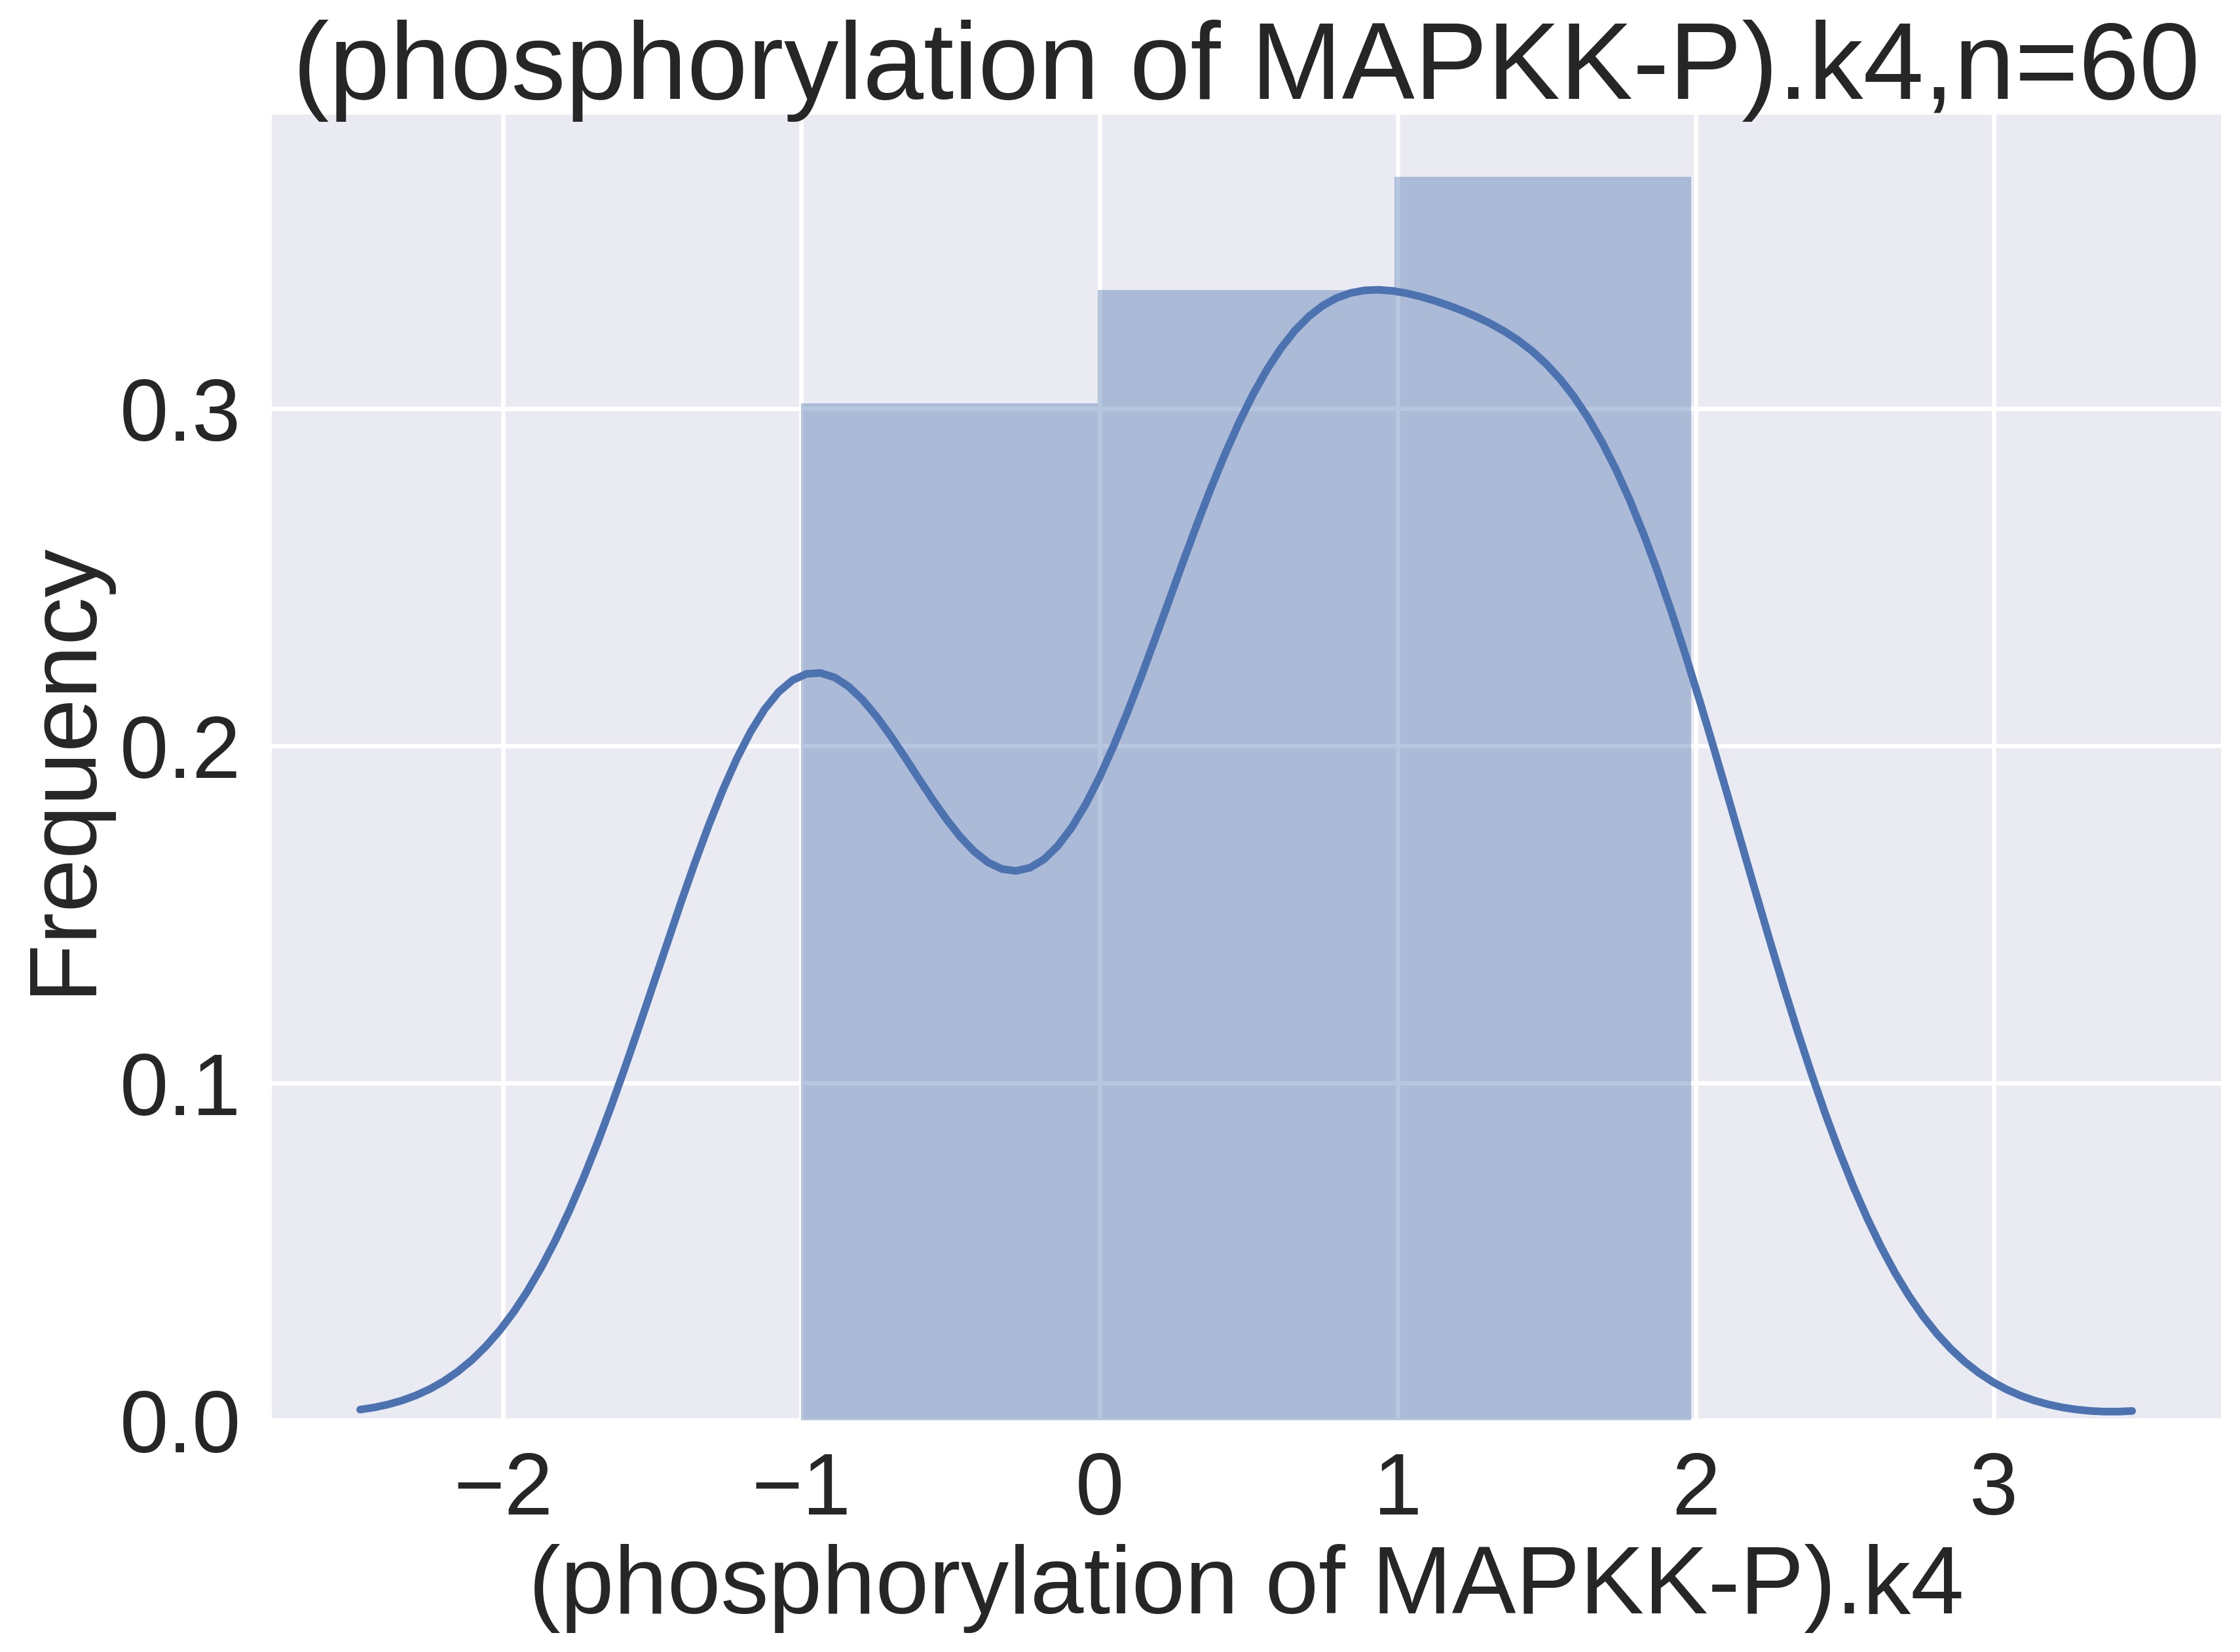 (phosphorylation of MAPKK-P).k4,n=60
Frequency
0.3
0.2
0.1
0.0
−2 −1 0 1 2 3
(phosphorylation of MAPKK-P).k4